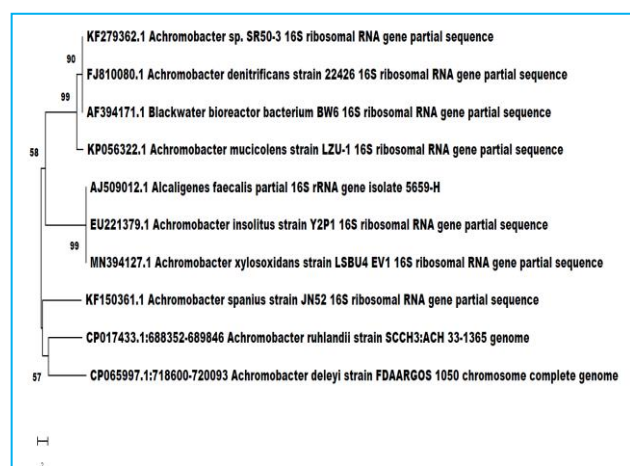 KF279362.1 Achromobacter sp. SR50-3 16S ribosomal RNA gene partial sequence
90
FJ810080.1 Achromobacter denitrificans strain 22426 16S ribosomal RNA gene partial sequence
99
AF394171.1 Blackwater bioreactor bacterium BW6 16S ribosomal RNA gene partial sequence
58
KP056322.1 Achromobacter mucicolens strain LZU-1 16S ribosomal RNA gene partial sequence
AJ509012.1 Alcaligenes faecalis partial 16S rRNA gene isolate 5659-H
EU221379.1 Achromobacter insolitus strain Y2P1 16S ribosomal RNA gene partial sequence
99
MN394127.1 Achromobacter xylosoxidans strain LSBU4 EV1 16S ribosomal RNA gene partial sequence
KF150361.1 Achromobacter spanius strain JN52 16S ribosomal RNA gene partial sequence
CP017433.1:688352-689846 Achromobacter ruhlandii strain SCCH3:ACH 33-1365 genome
57
CP065997.1:718600-720093 Achromobacter deleyi strain FDAARGOS 1050 chromosome complete genome